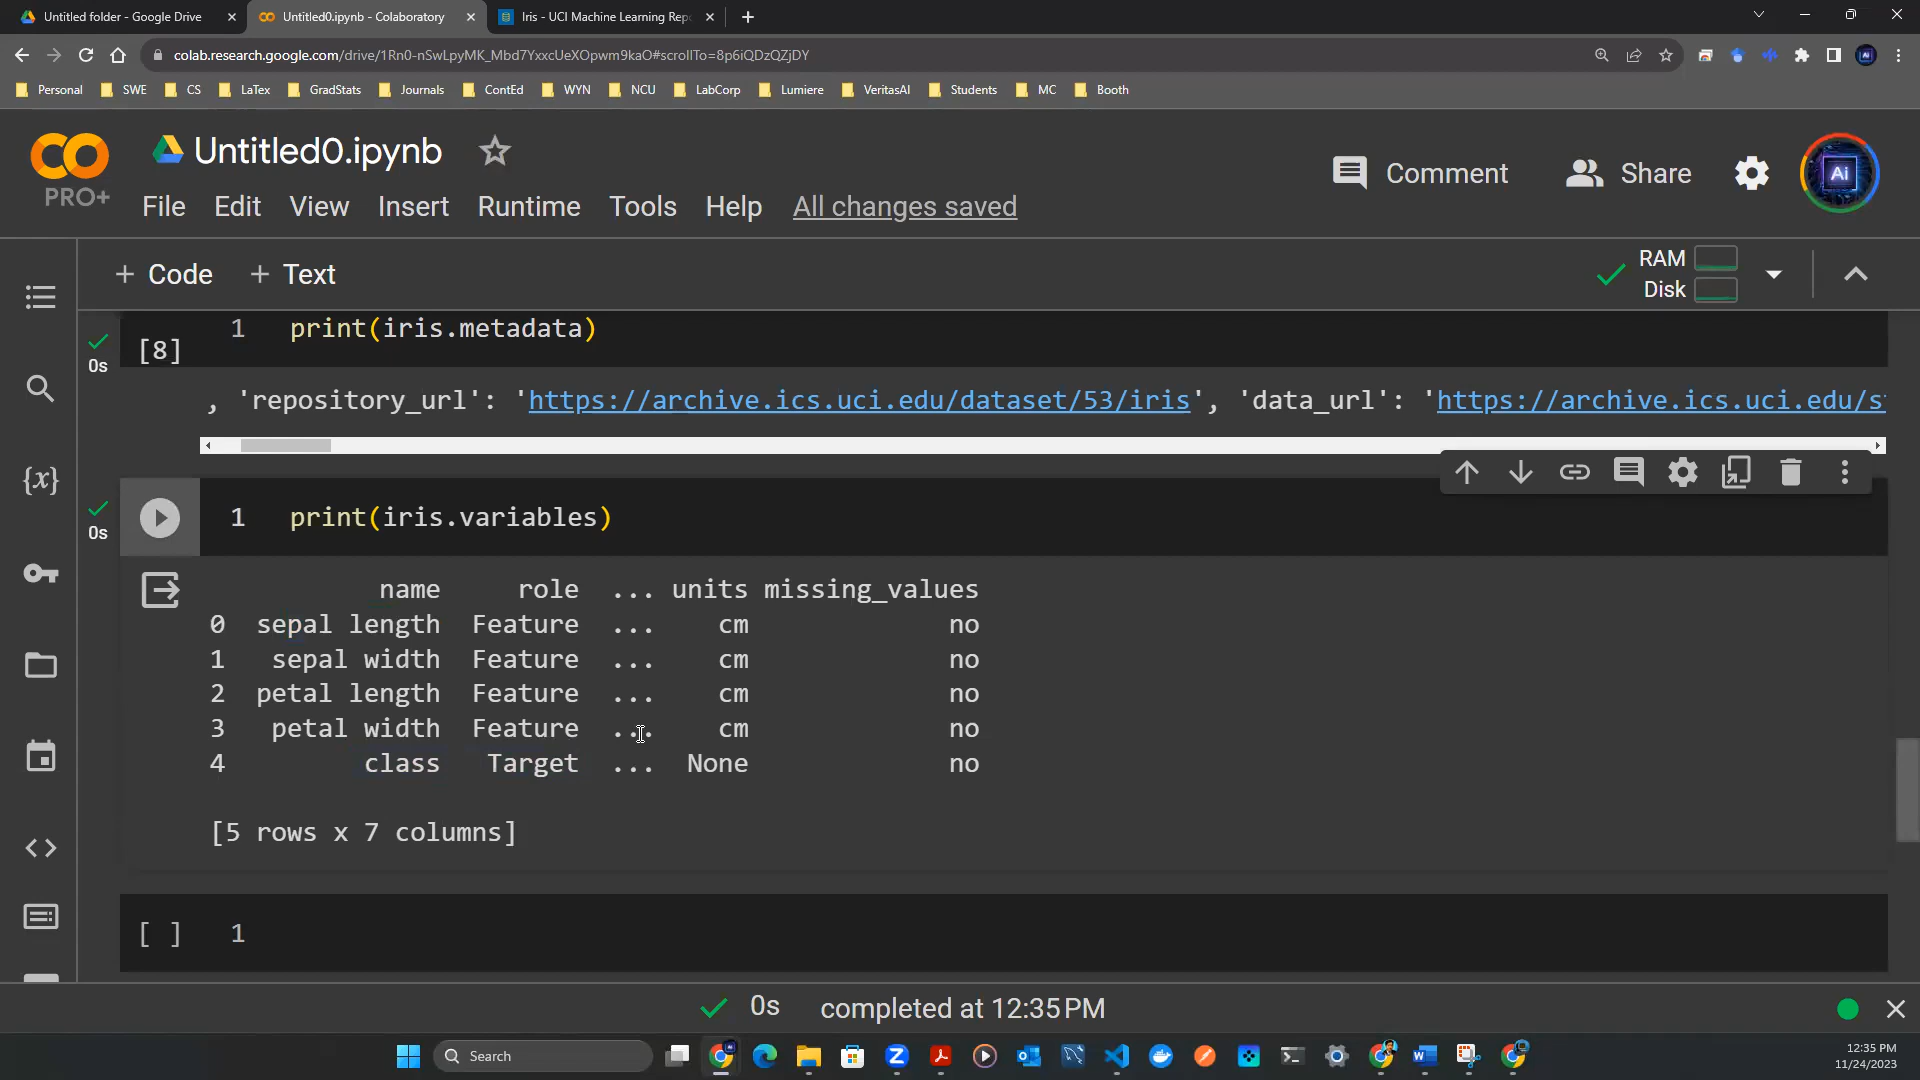 Untitled folder - Google Drive
Untitled0.ipynb - Colaboratory
Iris - UCI Machine Learning Rep
colab.research.google.com/drive/1Rn0-nSwLpyMK_Mbd7YxxcUeXOpwm9kaO#scrollTo=8p6iQDzQZjDY
Personal SWE CS LaTex GradStats Journals ContEd WYN NCU LabCorp Lumiere VeritasAI Students MC Booth
CO
PRO+
Untitled0.ipynb
File Edit View Insert Runtime Tools Help All changes saved
Comment Share
Ai
+ Code + Text
RAM
Disk
[8]
0s
1 print(iris.metadata)
, 'repository_url': 'https://archive.ics.uci.edu/dataset/53/iris', 'data_url': 'https://archive.ics.uci.edu/s
{x}
0s
1 print(iris.variables)
name role ... units missing_values
0 sepal length Feature ... cm no
1 sepal width Feature ... cm no
2 petal length Feature ... cm no
3 petal width Feature ... cm no
4 class Target ... None no
[5 rows x 7 columns]
[ ] 1
0s completed at 12:35 PM
Search
12:35 PM
11/24/2023